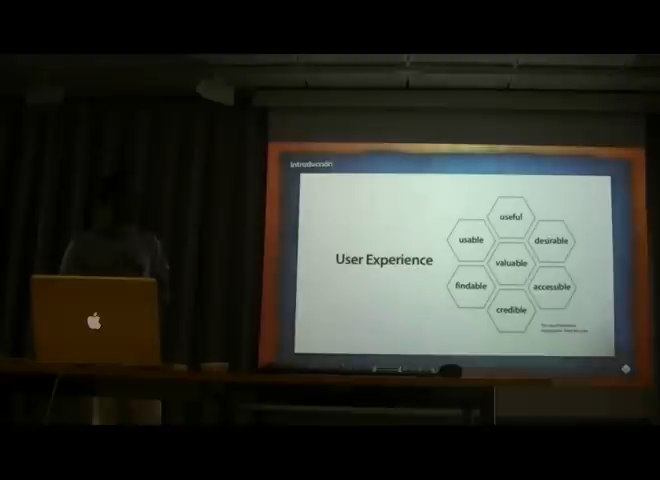 Introducción
useful
usable
desirable
User Experience
valuable
findable
accessible
credible